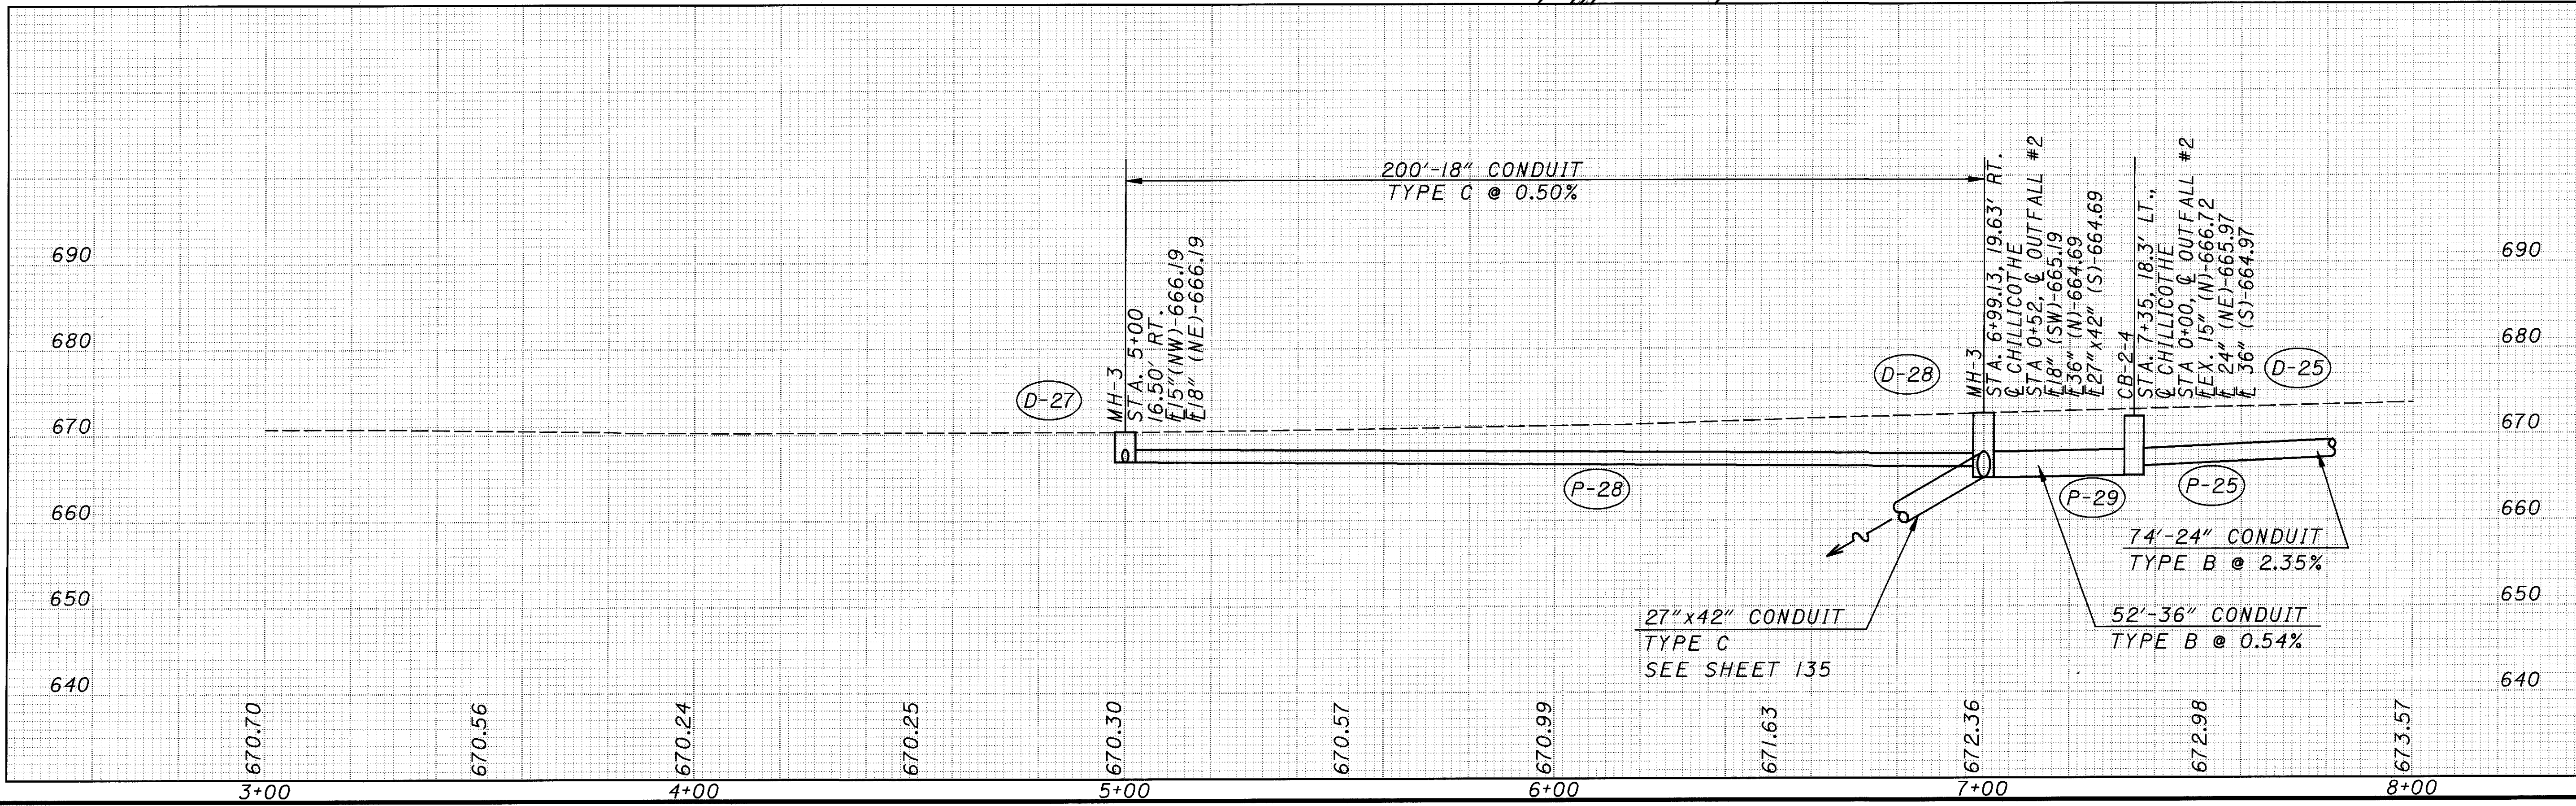 200'-18" CONDUIT
TYPE C @ 0.50%
690
680
670
660
650
640
D-27
MH-3
STA. 5+00
16.50' RT.
℄15"(NW)-666.19
℄18" (NE)-666.19
D-28
MH-3
STA. 6+99.13, 19.63' RT.
℄ CHILLICOTHE
STA 0+52, ℄ OUTFALL #2
℄18" (SW)-665.19
℄36" (N)-664.69
℄27"x42" (S)-664.69
CB-2-4
STA. 7+35, 18.3' LT.,
℄ CHILLICOTHE
STA 0+00, ℄ OUTFALL #2
℄EX. 15" (N)-666.72
℄ 24" (NE)-665.97
℄ 36" (S)-664.97
D-25
690
680
670
660
650
640
P-28
P-29
P-25
74'-24" CONDUIT
TYPE B @ 2.35%
52'-36" CONDUIT
TYPE B @ 0.54%
27"x42" CONDUIT
TYPE C
SEE SHEET 135
670.70
670.56
670.24
670.25
670.30
670.57
670.99
671.63
672.36
672.98
673.57
3+00
4+00
5+00
6+00
7+00
8+00